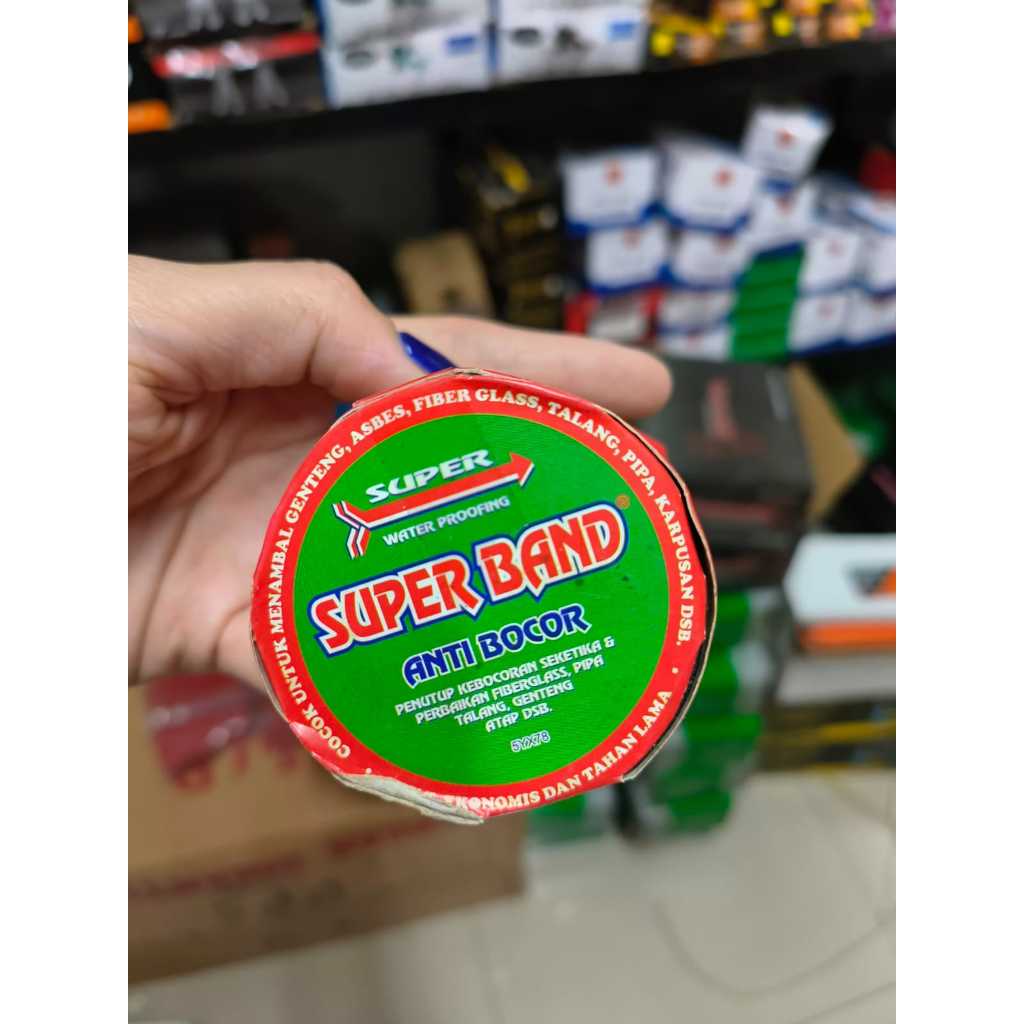 COCOK UNTUK MENAMBAL GENTENG, ASBES, FIBER GLASS, TALANG, PIPA, KARPUSAN DSB.
SUPER
WATER PROOFING
SUPER BAND®
ANTI BOCOR
PENUTUP KEBOCORAN SEKETIKA &
PERBAIKAN FIBERGLASS, PIPA
TALANG, GENTENG
ATAP DSB.
5YX78
EKONOMIS DAN TAHAN LAMA